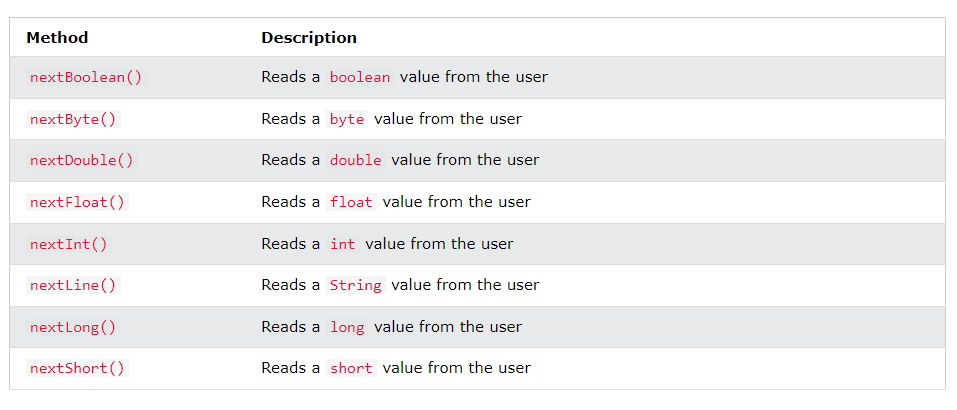 Method Description
nextBoolean() Reads a boolean value from the user
nextByte() Reads a byte value from the user
nextDouble() Reads a double value from the user
nextFloat() Reads a float value from the user
nextInt() Reads a int value from the user
nextLine() Reads a String value from the user
nextLong() Reads a long value from the user
nextShort() Reads a short value from the user